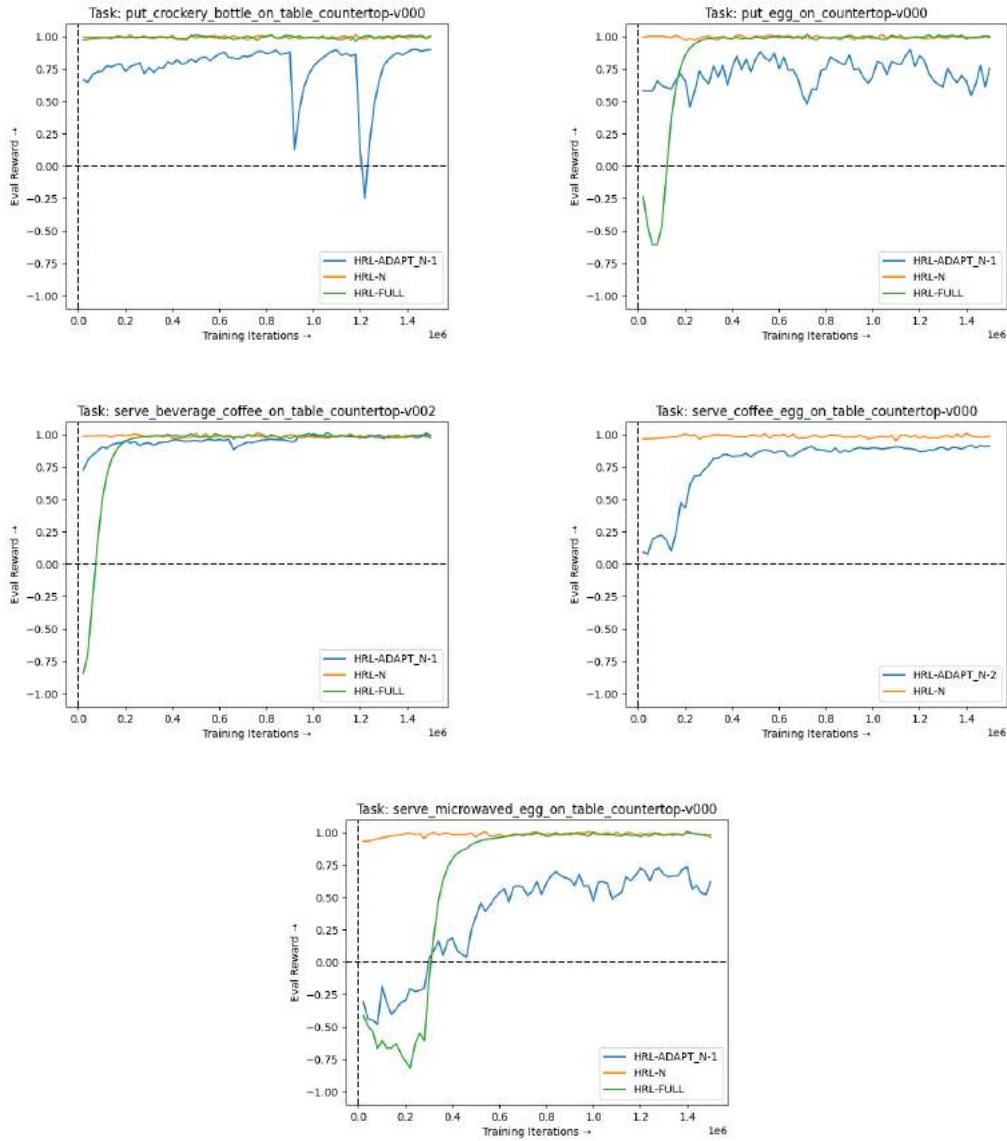 Task: put_crockery_bottle_on_table_countertop-v000
1.00
0.75
0.50
0.25
0.00
−0.25
−0.50
−0.75
−1.00
Eval Reward →
HRL-ADAPT_N-1
HRL-N
HRL-FULL
0.0 0.2 0.4 0.6 0.8 1.0 1.2 1.4
1e6
Training Iterations →
Task: put_egg_on_countertop-v000
1.00
0.75
0.50
0.25
0.00
−0.25
−0.50
−0.75
−1.00
Eval Reward →
HRL-ADAPT_N-1
HRL-N
HRL-FULL
0.0 0.2 0.4 0.6 0.8 1.0 1.2 1.4
1e6
Training Iterations →
Task: serve_beverage_coffee_on_table_countertop-v002
1.00
0.75
0.50
0.25
0.00
−0.25
−0.50
−0.75
−1.00
Eval Reward →
HRL-ADAPT_N-1
HRL-N
HRL-FULL
0.0 0.2 0.4 0.6 0.8 1.0 1.2 1.4
1e6
Training Iterations →
Task: serve_coffee_egg_on_table_countertop-v000
1.00
0.75
0.50
0.25
0.00
−0.25
−0.50
−0.75
−1.00
Eval Reward →
HRL-ADAPT_N-2
HRL-N
0.0 0.2 0.4 0.6 0.8 1.0 1.2 1.4
1e6
Training Iterations →
Task: serve_microwaved_egg_on_table_countertop-v000
1.00
0.75
0.50
0.25
0.00
−0.25
−0.50
−0.75
−1.00
Eval Reward →
HRL-ADAPT_N-1
HRL-N
HRL-FULL
0.0 0.2 0.4 0.6 0.8 1.0 1.2 1.4
1e6
Training Iterations →